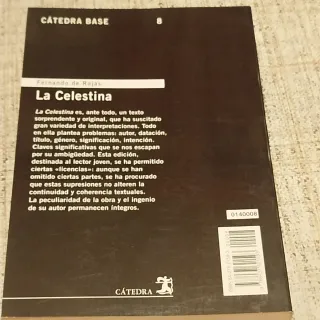 CÁTEDRA BASE 8
Fernando de Rojas
La Celestina
La Celestina es, ante todo, un texto
sorprendente y original, que ha suscitado
gran variedad de interpretaciones. Todo
en ella plantea problemas: autor, datación,
título, género, significación, intención.
Claves significativas que se nos escapan
por su ambigüedad. Esta edición,
destinada al lector joven, se ha permitido
ciertas «licencias»: aunque se han
omitido ciertas partes, se ha procurado
que estas supresiones no alteren la
continuidad y coherencia textuales.
La peculiaridad de la obra y el ingenio
de su autor permanecen íntegros.
0140008
CÁTEDRA